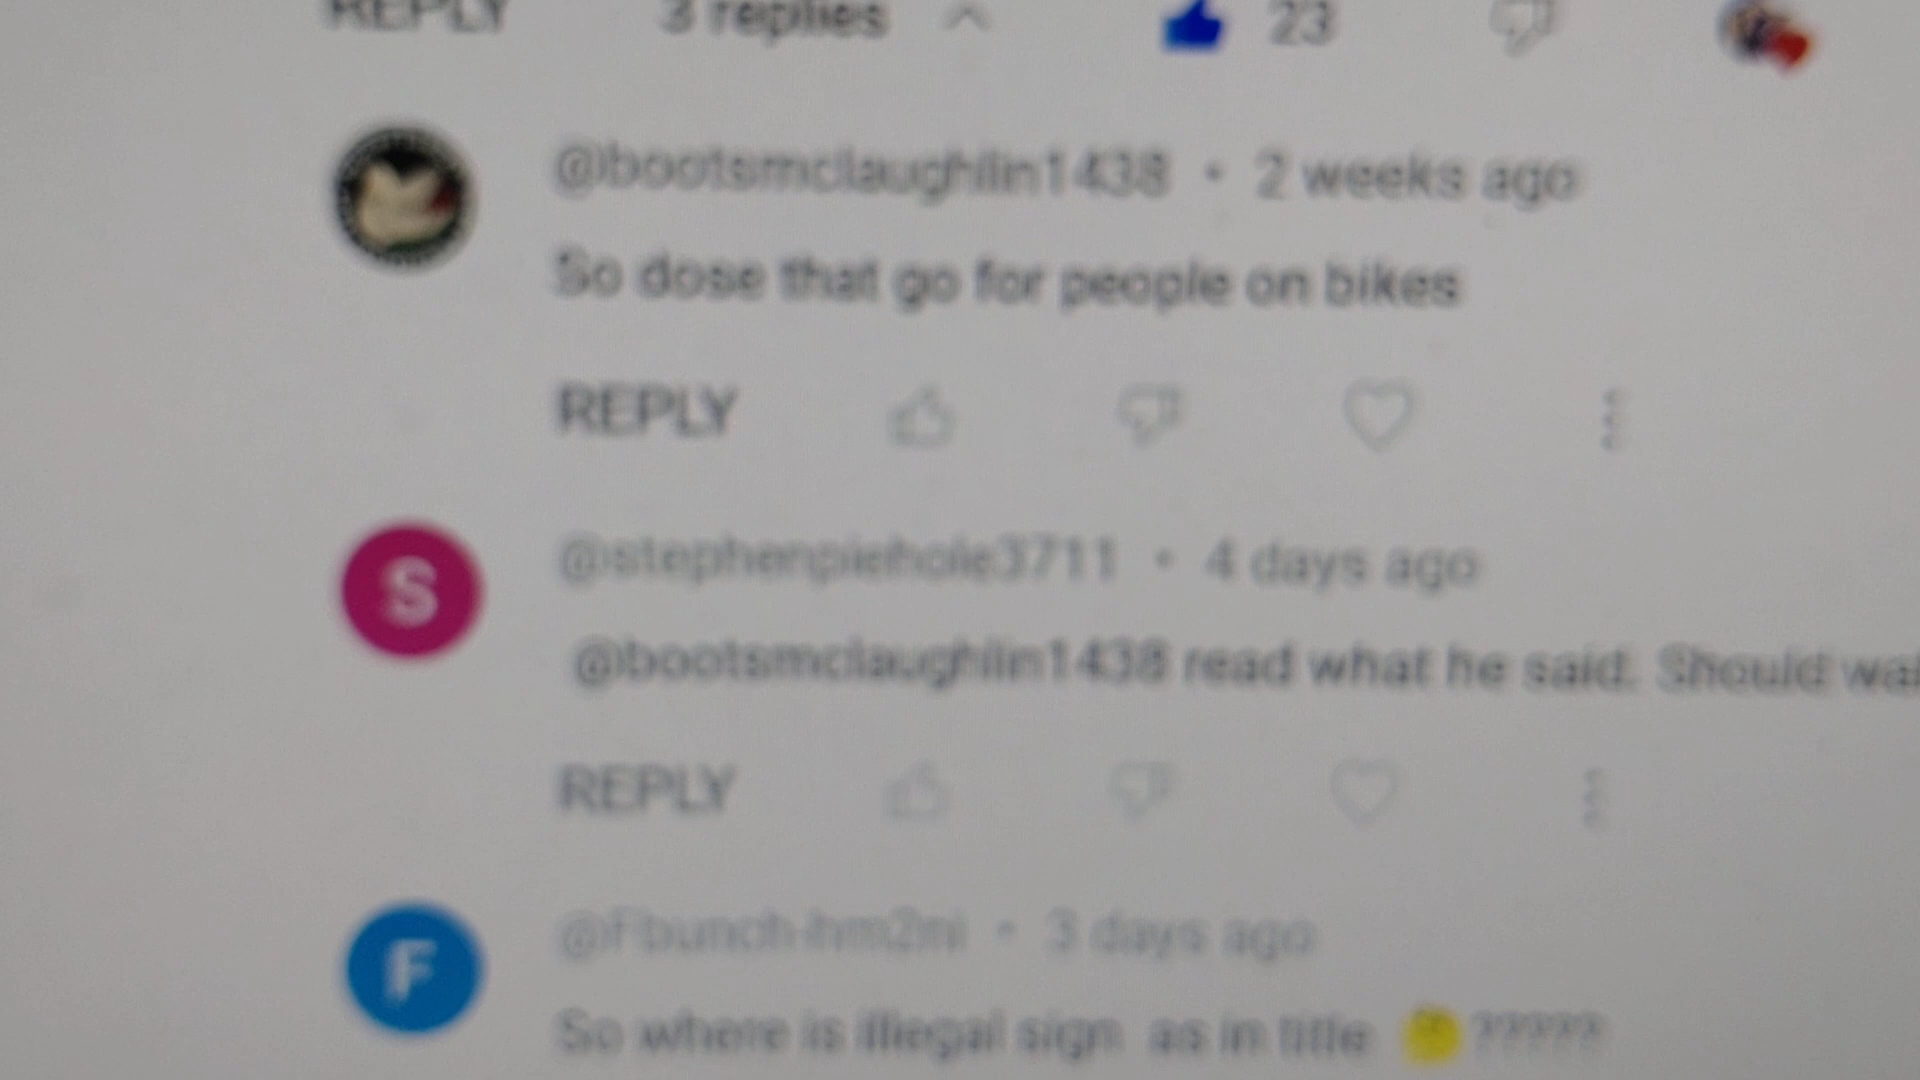 REPLY 3 replies 23
@bootsmclaughlin1438 • 2 weeks ago
So dose that go for people on bikes
REPLY
S
@stephenpiehole3711 • 4 days ago
@bootsmclaughlin1438 read what he said. Should
REPLY
F
@Fbunch-hm2ni • 3 days ago
So where is illegal sign as in title ?????